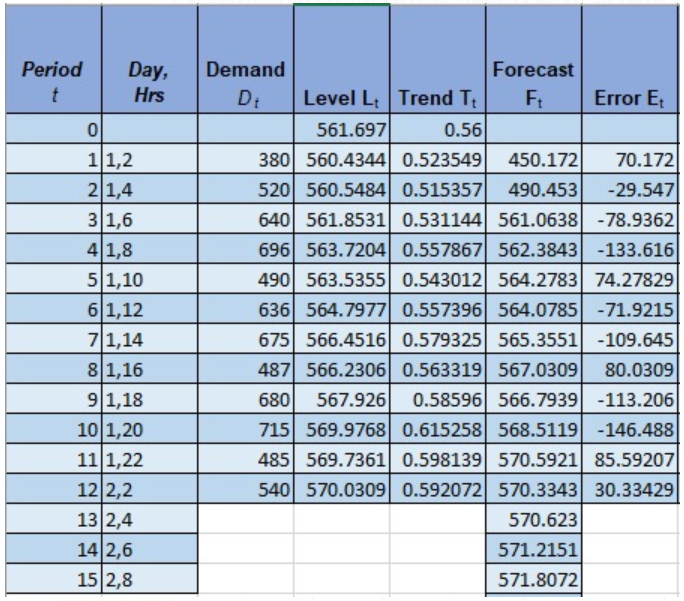 Period t Day, Hrs Demand Dt Level Lt Trend Tt Forecast Ft Error Et
0 561.697 0.56
1 1,2 380 560.4344 0.523549 450.172 70.172
2 1,4 520 560.5484 0.515357 490.453 -29.547
3 1,6 640 561.8531 0.531144 561.0638 -78.9362
4 1,8 696 563.7204 0.557867 562.3843 -133.616
5 1,10 490 563.5355 0.543012 564.2783 74.27829
6 1,12 636 564.7977 0.557396 564.0785 -71.9215
7 1,14 675 566.4516 0.579325 565.3551 -109.645
8 1,16 487 566.2306 0.563319 567.0309 80.0309
9 1,18 680 567.926 0.58596 566.7939 -113.206
10 1,20 715 569.9768 0.615258 568.5119 -146.488
11 1,22 485 569.7361 0.598139 570.5921 85.59207
12 2,2 540 570.0309 0.592072 570.3343 30.33429
13 2,4 570.623
14 2,6 571.2151
15 2,8 571.8072